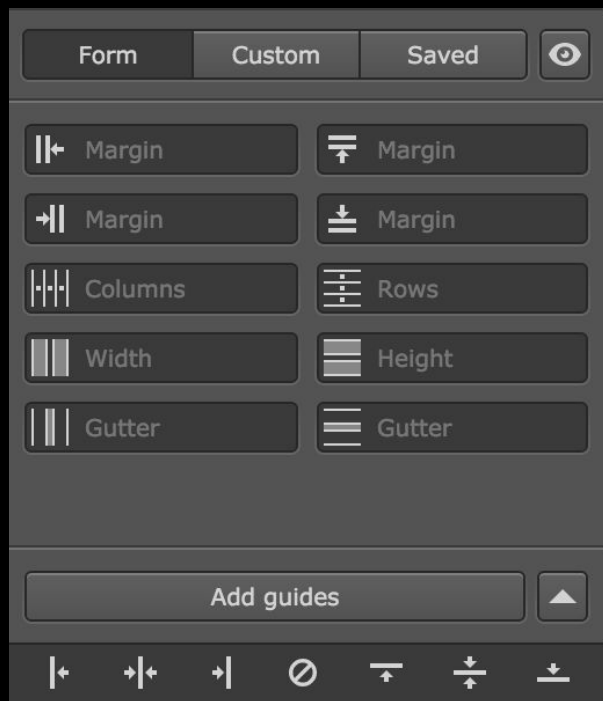 Form Custom Saved
Margin Margin
Margin Margin
Columns Rows
Width Height
Gutter Gutter
Add guides